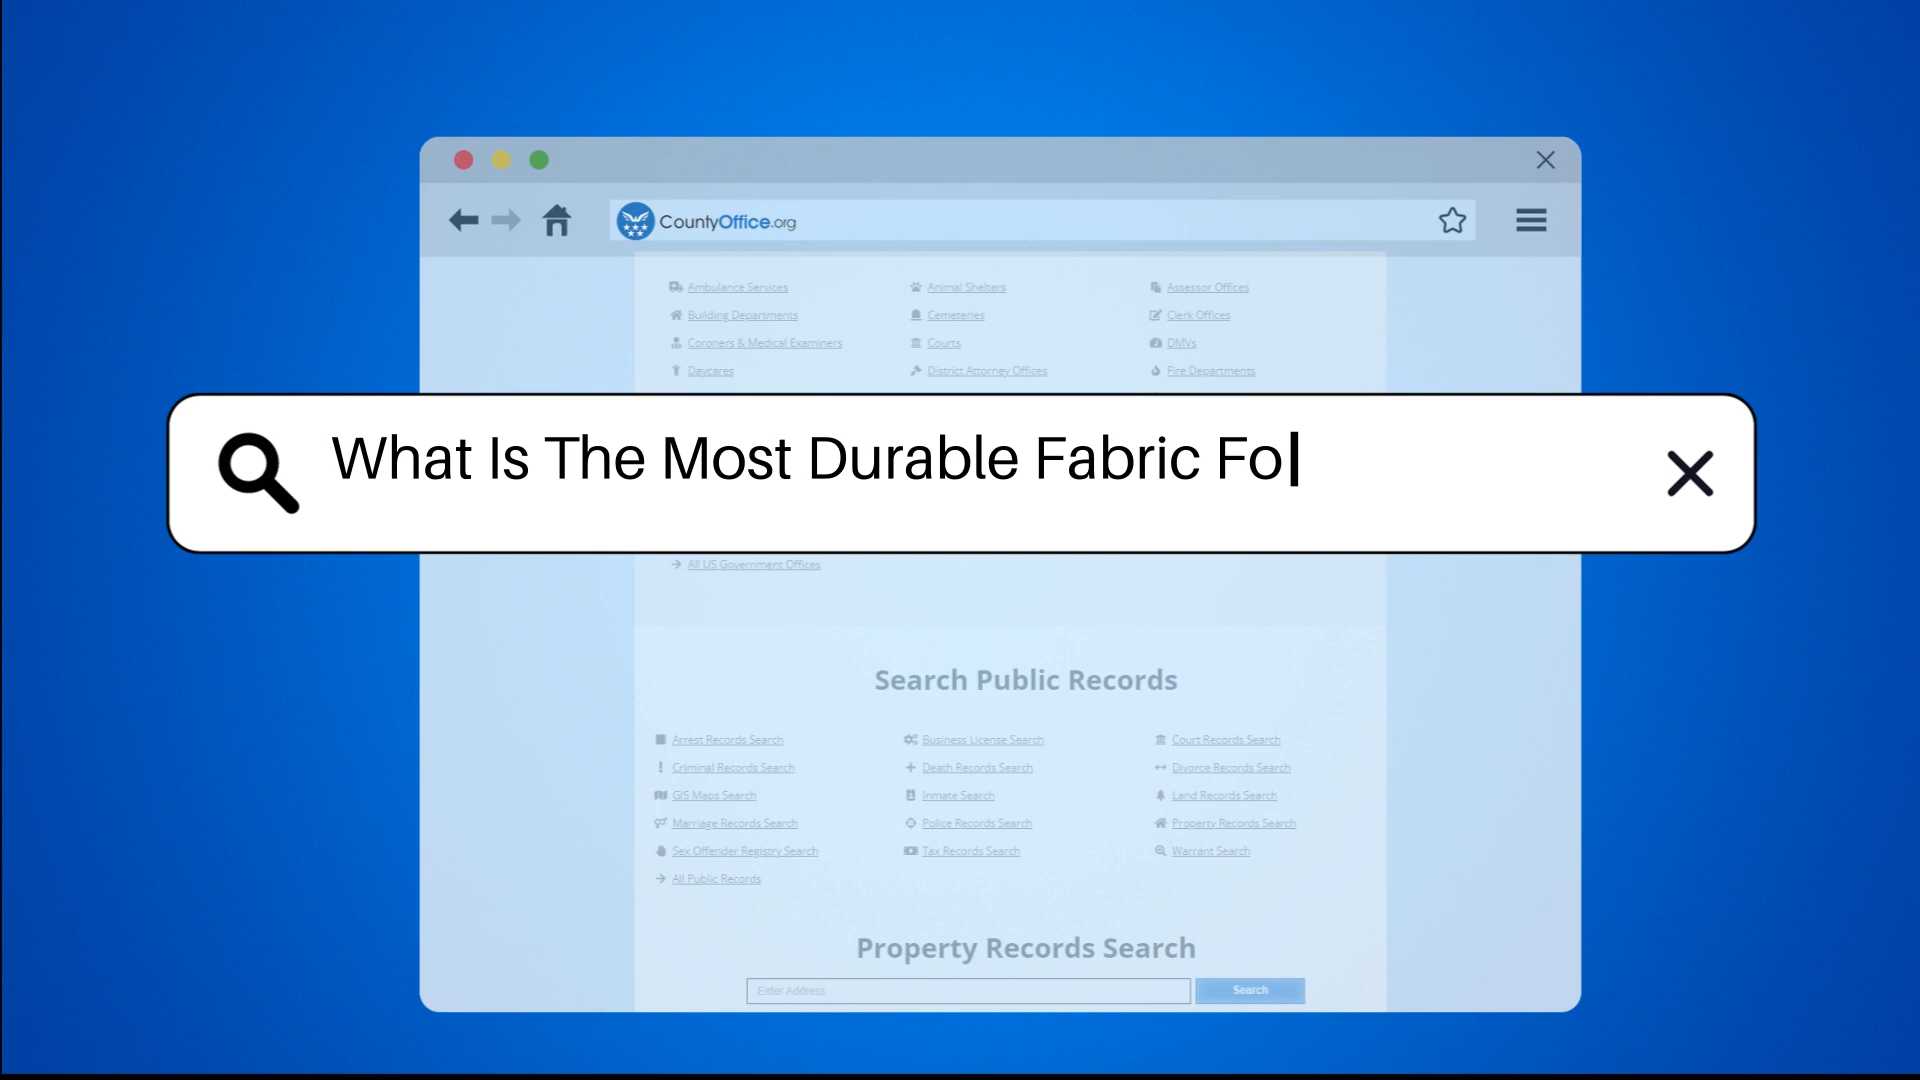 CountyOffice.org
Ambulance Services Animal Shelters Assessor Offices
Building Departments Cemeteries Clerk Offices
Coroners & Medical Examiners Courts DMVs
Daycares District Attorney Offices Fire Departments
What Is The Most Durable Fabric Fo
All US Government Offices
Search Public Records
Arrest Records Search Business License Search Court Records Search
Criminal Records Search Death Records Search Divorce Records Search
GIS Maps Search Inmate Search Land Records Search
Marriage Records Search Police Records Search Property Records Search
Sex Offender Registry Search Tax Records Search Warrant Search
All Public Records
Property Records Search
Enter Address Search